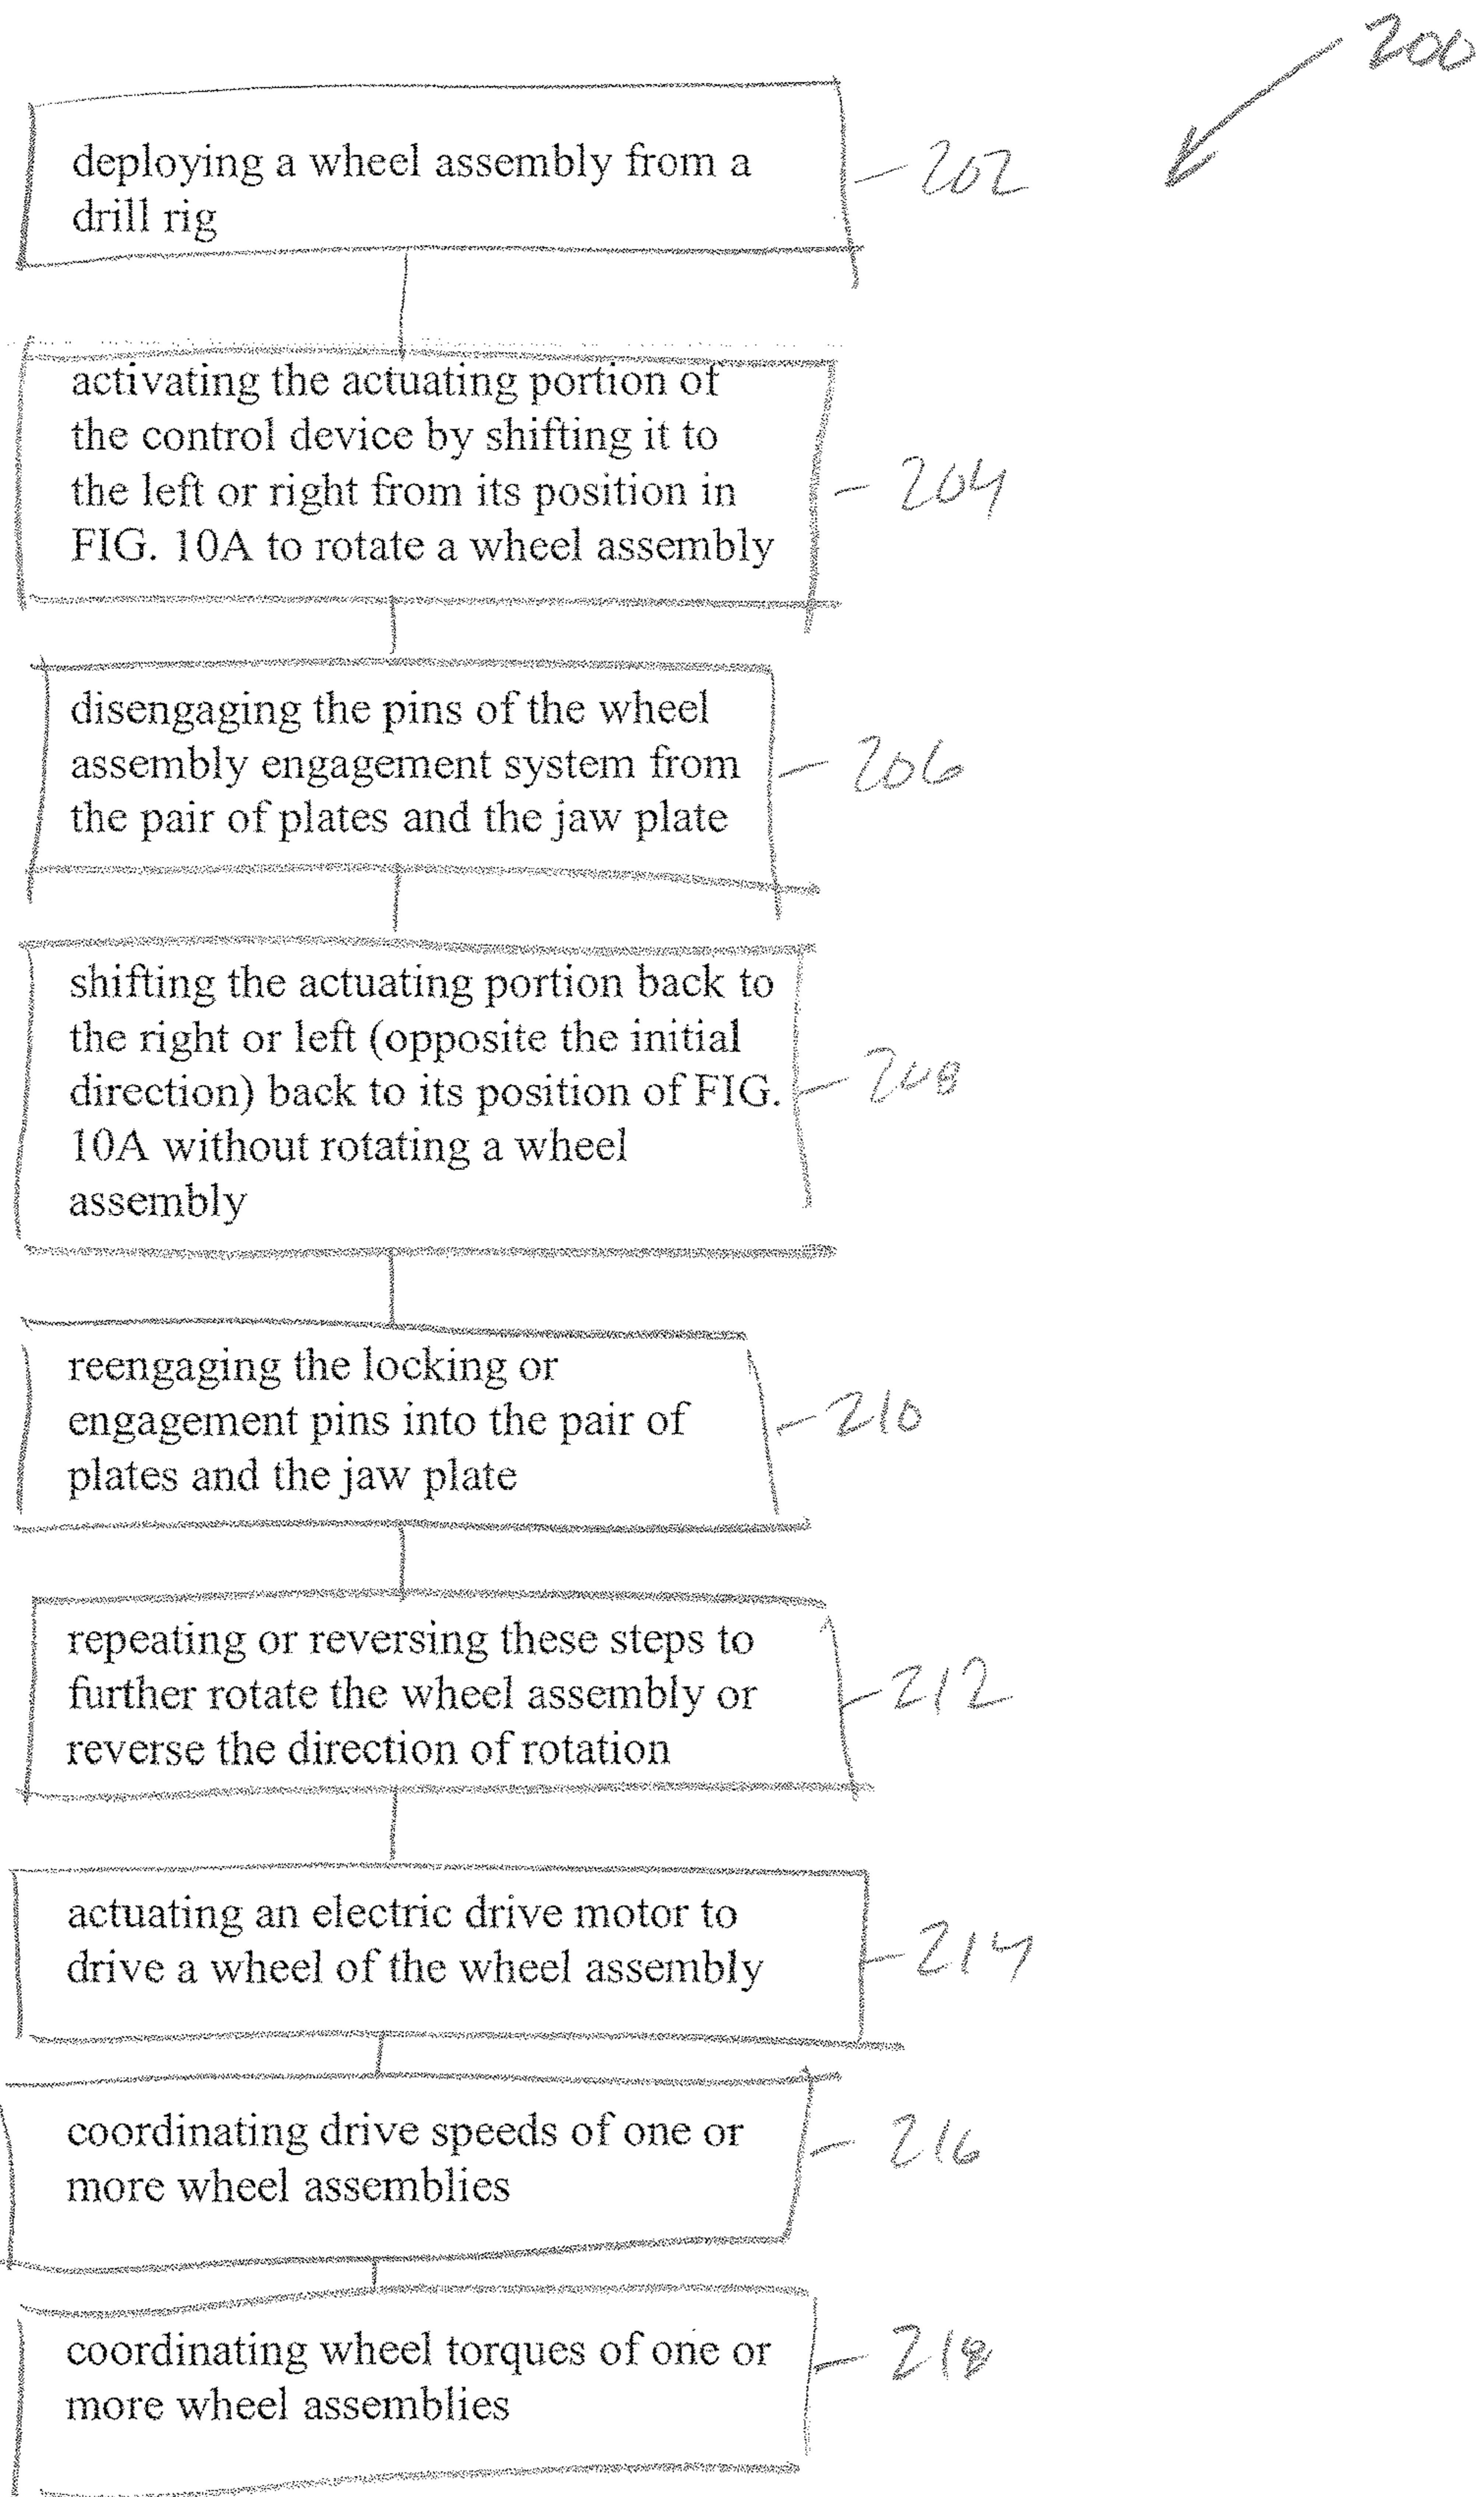 200
deploying a wheel assembly from a
drill rig
202
activating the actuating portion of
the control device by shifting it to
the left or right from its position in
FIG. 10A to rotate a wheel assembly
204
disengaging the pins of the wheel
assembly engagement system from
the pair of plates and the jaw plate
206
shifting the actuating portion back to
the right or left (opposite the initial
direction) back to its position of FIG.
10A without rotating a wheel
assembly
208
reengaging the locking or
engagement pins into the pair of
plates and the jaw plate
210
repeating or reversing these steps to
further rotate the wheel assembly or
reverse the direction of rotation
212
actuating an electric drive motor to
drive a wheel of the wheel assembly
214
coordinating drive speeds of one or
more wheel assemblies
216
coordinating wheel torques of one or
more wheel assemblies
218